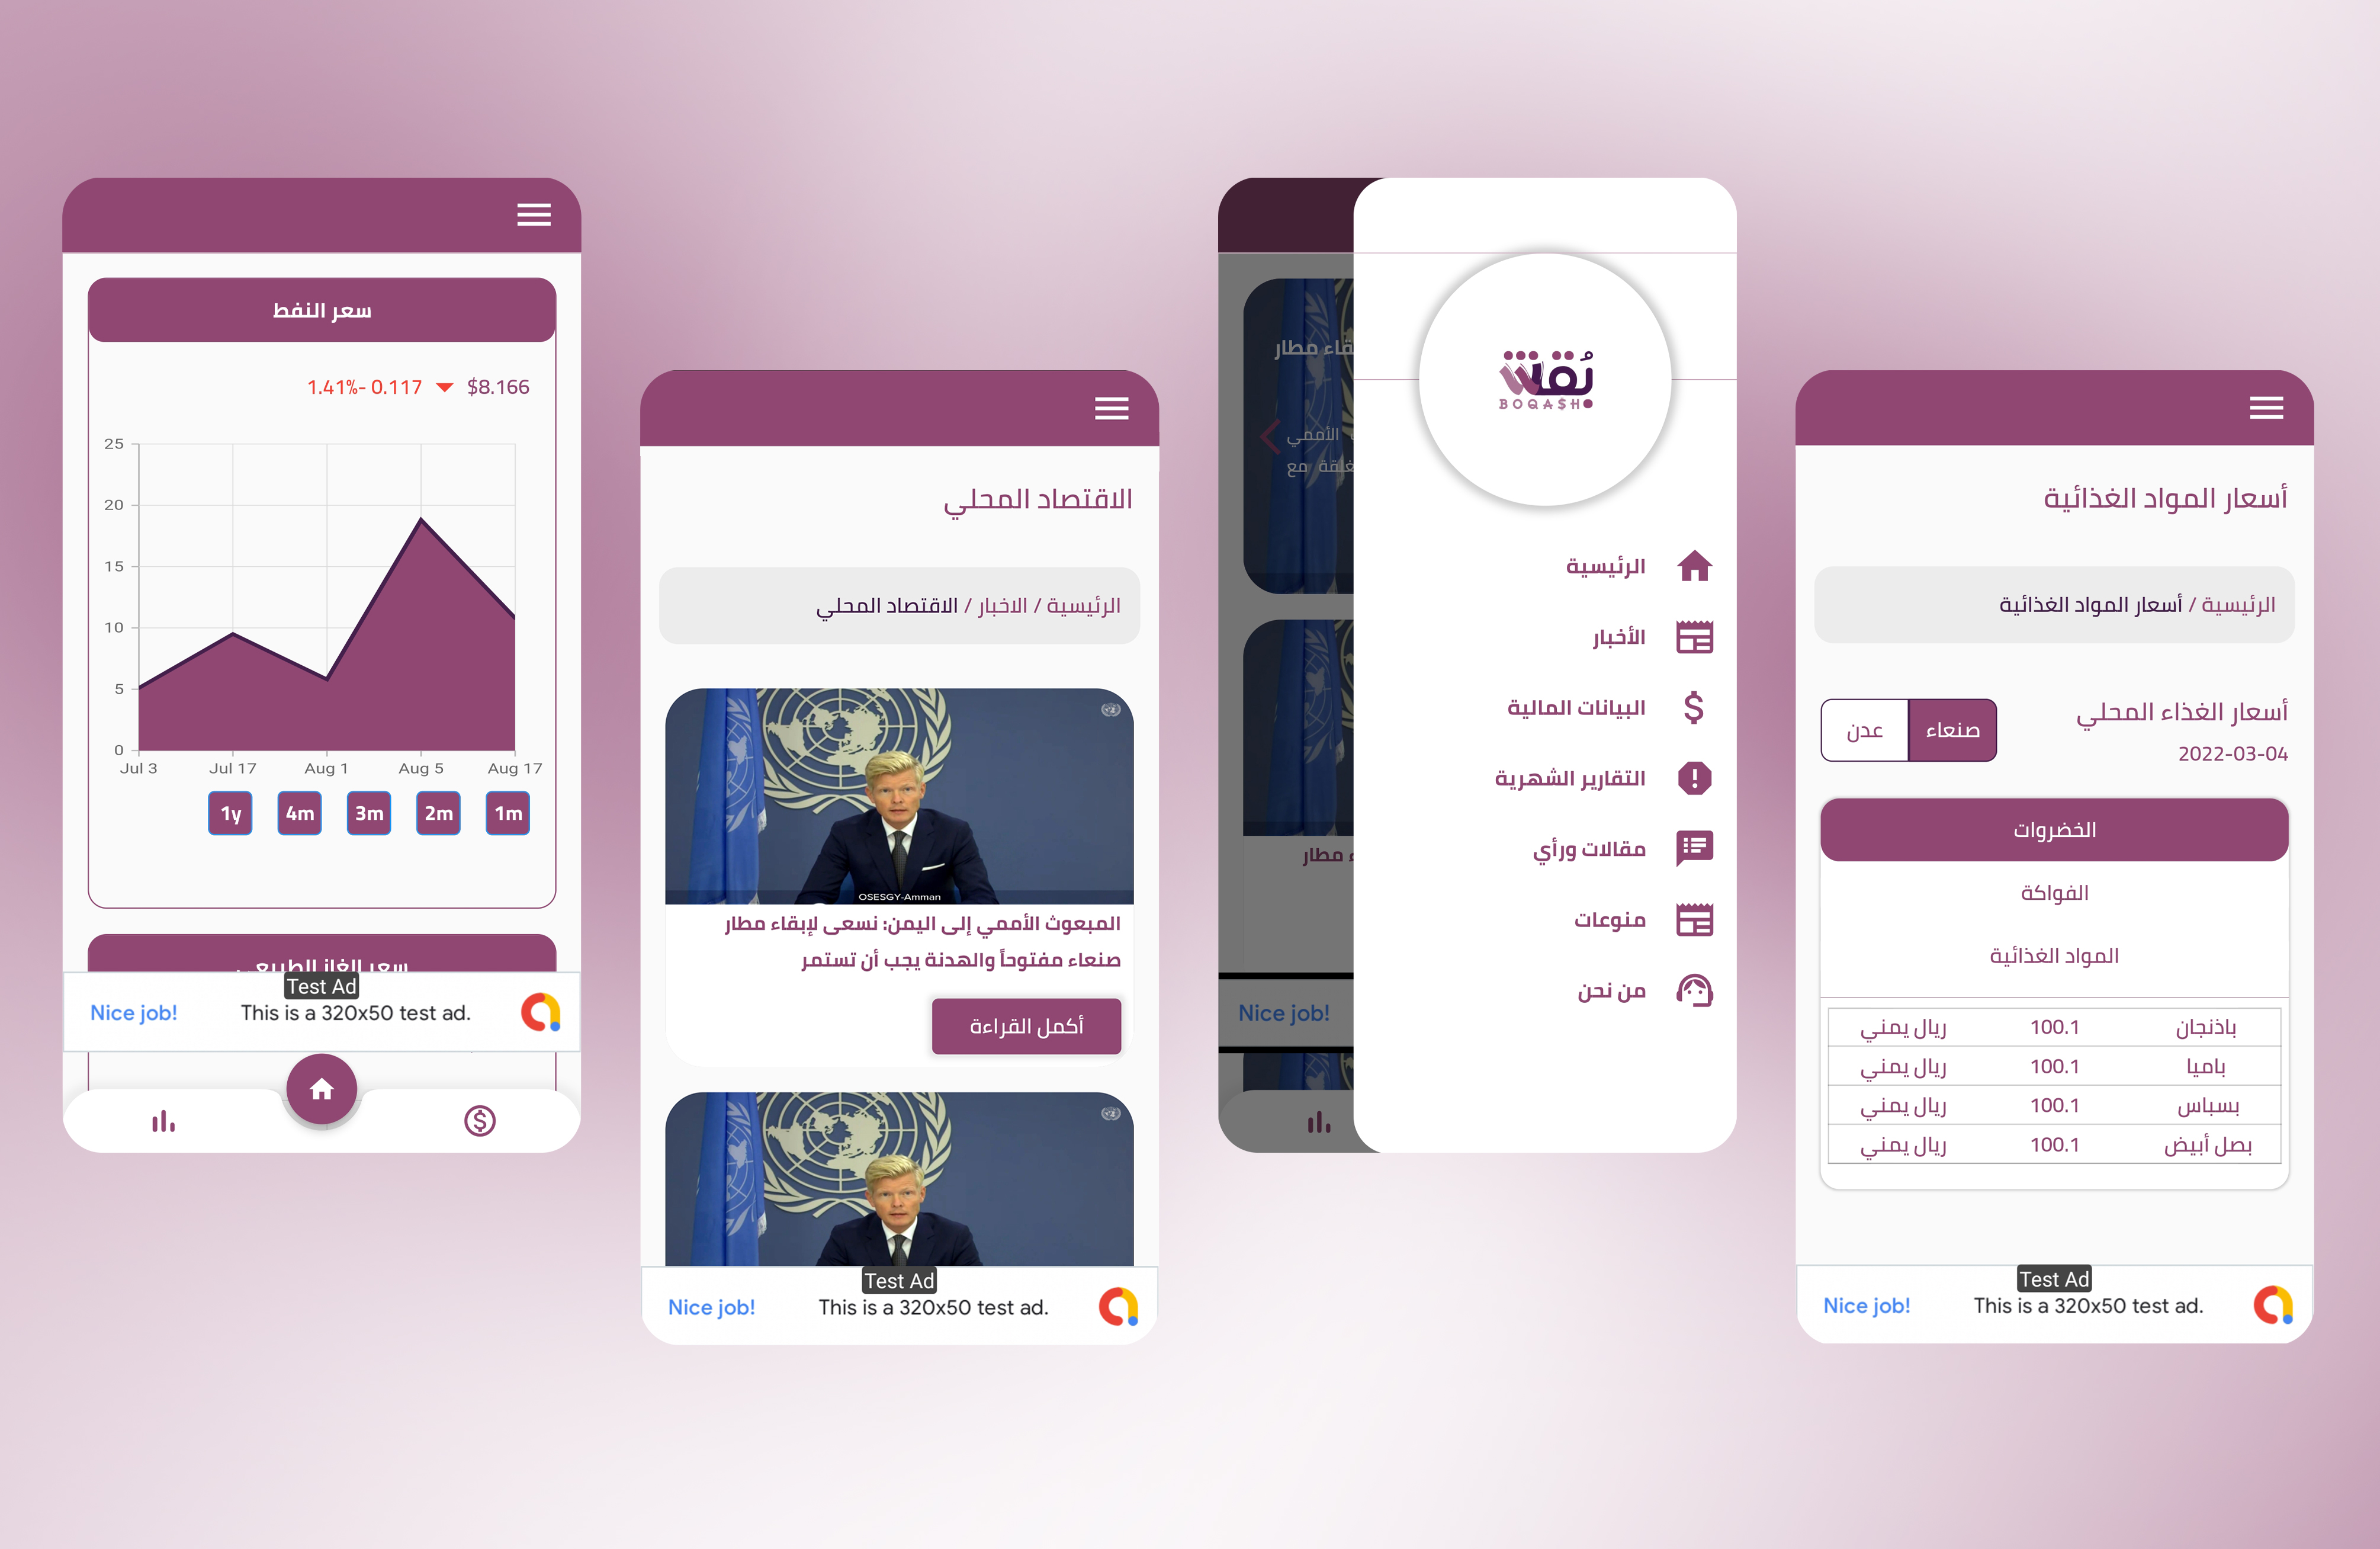 سعر النفط
$8.166
1.41%- 0.117
25
20
15
10
5
0
Jul 3
Jul 17
Aug 1
Aug 5
Aug 17
1y
4m
3m
2m
1m
سعر الغاز الطبيعي
Test Ad
Nice job!
This is a 320x50 test ad.
الاقتصاد المحلي
الرئيسية / الاخبار / الاقتصاد المحلي
OSESGY-Amman
المبعوث الأممي إلى اليمن: نسعى لإبقاء مطار
صنعاء مفتوحاً والهدنة يجب أن تستمر
أكمل القراءة
Test Ad
Nice job!
This is a 320x50 test ad.
مطار
الأممي
مع
مطار
Nice job!
بُقش
BOQASH
الرئيسية
الأخبار
البيانات المالية
التقارير الشهرية
مقالات ورأي
منوعات
من نحن
أسعار المواد الغذائية
الرئيسية / أسعار المواد الغذائية
أسعار الغذاء المحلي
2022-03-04
صنعاء
عدن
الخضروات
الفواكة
المواد الغذائية
باذنجان 100.1 ريال يمني
باميا 100.1 ريال يمني
بسباس 100.1 ريال يمني
بصل أبيض 100.1 ريال يمني
Test Ad
Nice job!
This is a 320x50 test ad.